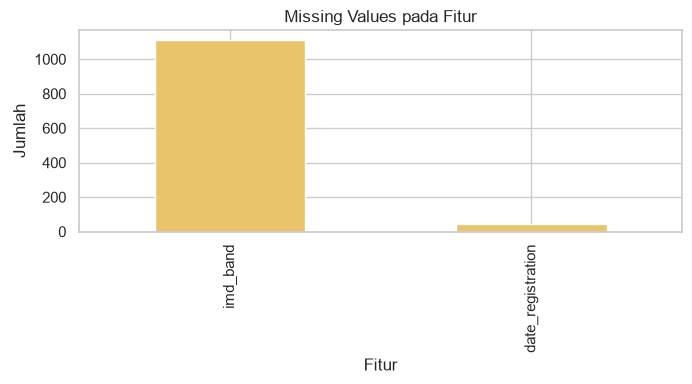 Missing Values pada Fitur
Jumlah
1000
800
600
400
200
0
imd_band
date_registration
Fitur